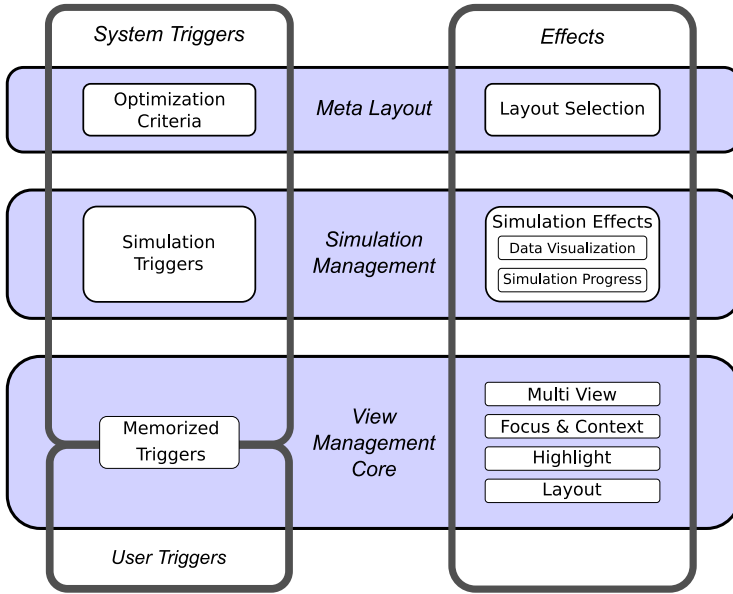 System Triggers
Effects
Optimization
Criteria
Meta Layout
Layout Selection
Simulation
Triggers
Simulation
Management
Simulation Effects
Data Visualization
Simulation Progress
Memorized
Triggers
View
Management
Core
Multi View
Focus & Context
Highlight
Layout
User Triggers